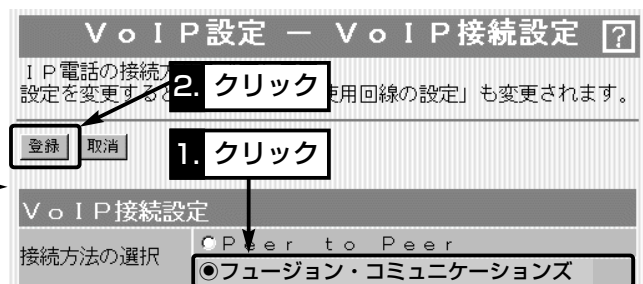 ＶｏＩＰ設定 － ＶｏＩＰ接続設定 ?
ＩＰ電話の接続方
設定を変更すると 使用回線の設定」も変更されます。
2. クリック
登録 取消
1. クリック
ＶｏＩＰ接続設定
接続方法の選択
Ｐｅｅｒ ｔｏ Ｐｅｅｒ
フュージョン・コミュニケーションズ